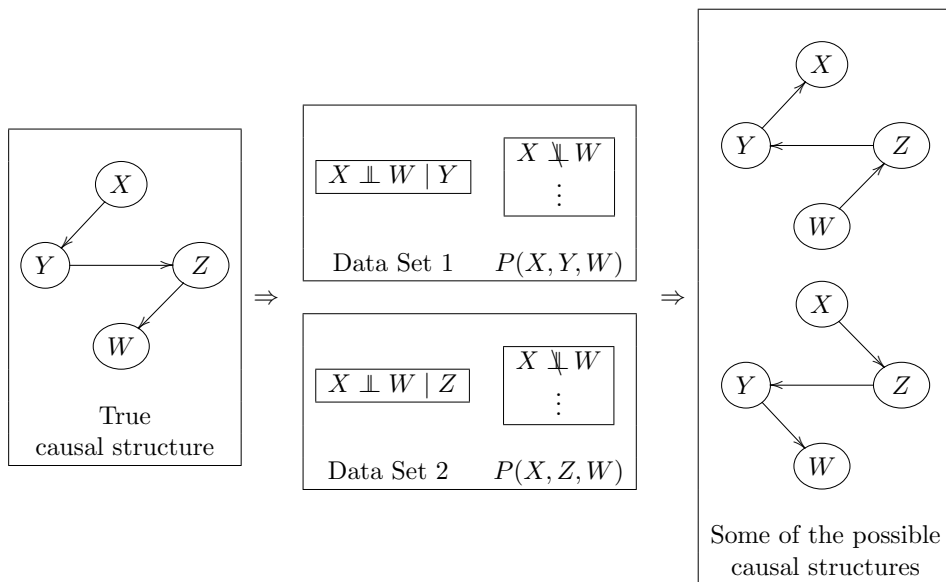 X
Y
Z
W
True
causal structure
⇒
X ⫫ W | Y
X ⫫̸ W
⋮
Data Set 1
P(X, Y, W)
X ⫫ W | Z
X ⫫̸ W
⋮
Data Set 2
P(X, Z, W)
⇒
X
Y
Z
W
X
Y
Z
W
Some of the possible
causal structures